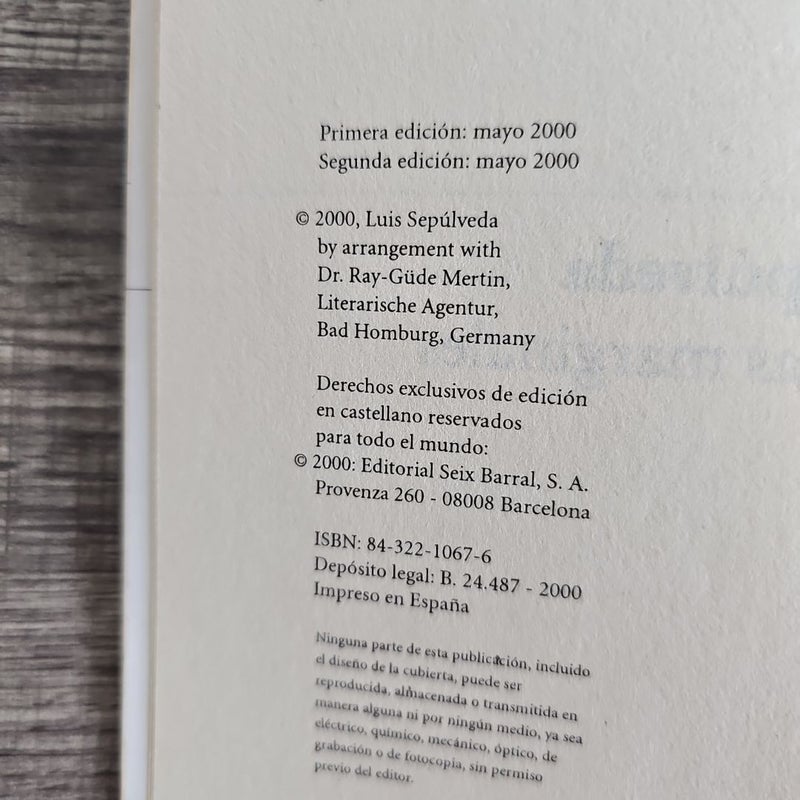 Primera edición: mayo 2000
Segunda edición: mayo 2000
© 2000, Luis Sepúlveda
by arrangement with
Dr. Ray-Güde Mertin,
Literarische Agentur,
Bad Homburg, Germany
Derechos exclusivos de edición
en castellano reservados
para todo el mundo:
© 2000: Editorial Seix Barral, S. A.
Provenza 260 - 08008 Barcelona
ISBN: 84-322-1067-6
Depósito legal: B. 24.487 - 2000
Impreso en España
Ninguna parte de esta publicación, incluido
el diseño de la cubierta, puede ser
reproducida, almacenada o transmitida en
manera alguna ni por ningún medio, ya sea
eléctrico, químico, mecánico, óptico, de
grabación o de fotocopia, sin permiso
previo del editor.